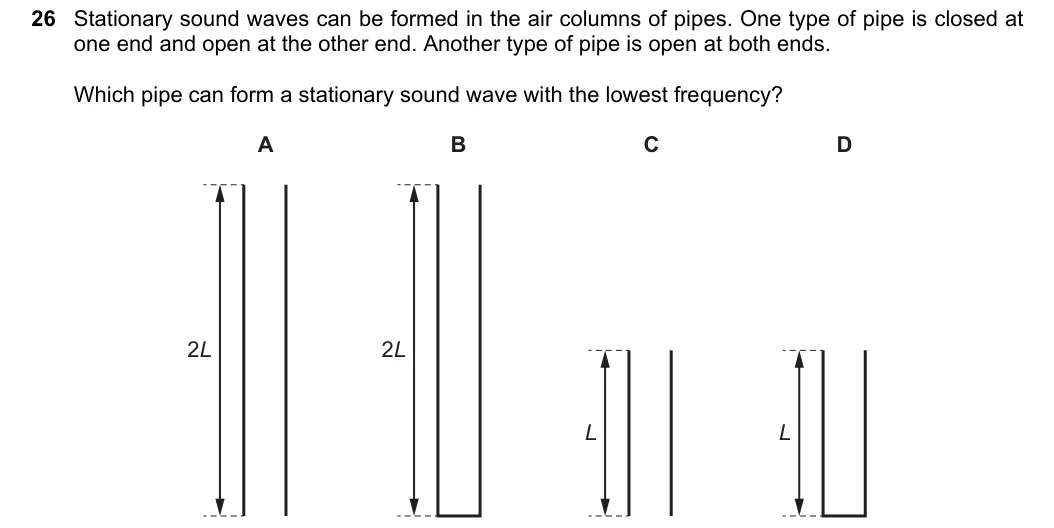 26 Stationary sound waves can be formed in the air columns of pipes. One type of pipe is closed at
one end and open at the other end. Another type of pipe is open at both ends.
Which pipe can form a stationary sound wave with the lowest frequency?
A B C D
2L 2L
L L